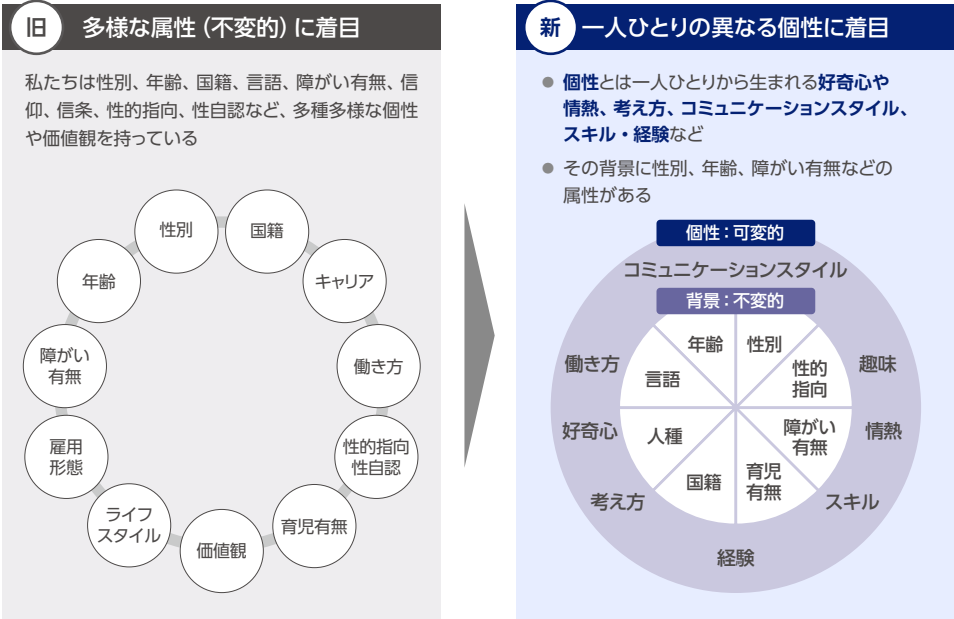 旧 多様な属性（不変的）に着目
私たちは性別、年齢、国籍、言語、障がい有無、信
仰、信条、性的指向、性自認など、多種多様な個性
や価値観を持っている
性別
国籍
年齢
キャリア
障がい
有無
働き方
雇用
形態
性的指向
性自認
ライフ
スタイル
育児有無
価値観
新 一人ひとりの異なる個性に着目
● 個性とは一人ひとりから生まれる好奇心や
情熱、考え方、コミュニケーションスタイル、
スキル・経験など
● その背景に性別、年齢、障がい有無などの
属性がある
個性：可変的
コミュニケーションスタイル
背景：不変的
年齢
性別
働き方
言語
性的
指向
趣味
好奇心
人種
障がい
有無
情熱
国籍
育児
有無
考え方
スキル
経験